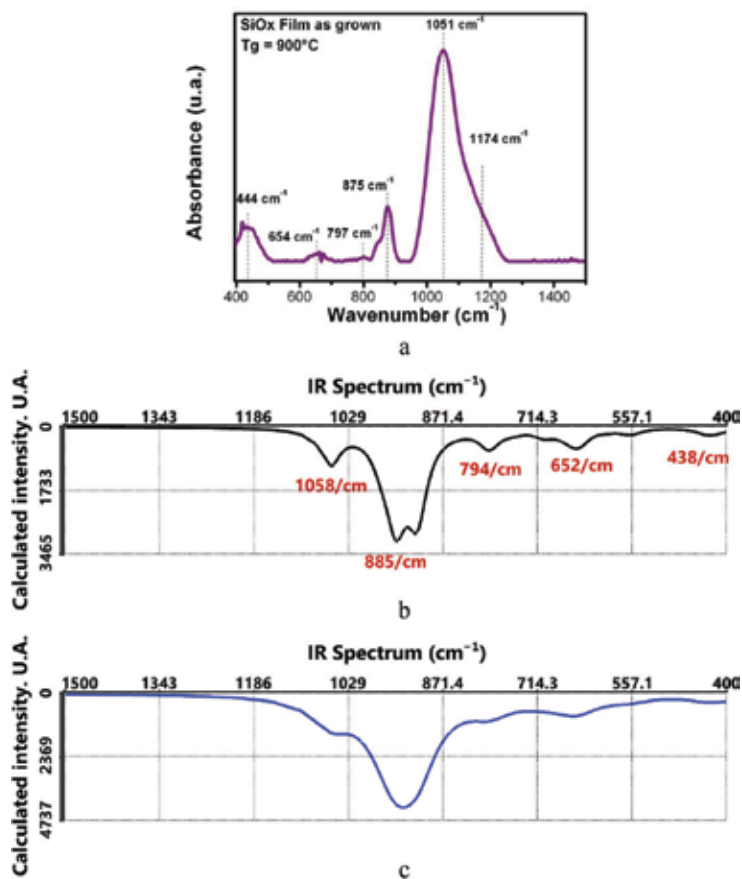 SiOx Film as grown
Tg = 900°C
1051 cm⁻¹
1174 cm⁻¹
875 cm⁻¹
444 cm⁻¹
654 cm⁻¹
797 cm⁻¹
Absorbance (u.a.)
400 600 800 1000 1200 1400
Wavenumber (cm⁻¹)
a
IR Spectrum (cm⁻¹)
1500 1343 1186 1029 871.4 714.3 557.1 400
Calculated intensity. U.A.
0
1733
3465
1058/cm
885/cm
794/cm
652/cm
438/cm
b
IR Spectrum (cm⁻¹)
1500 1343 1186 1029 871.4 714.3 557.1 400
Calculated intensity. U.A.
0
2369
4737
c